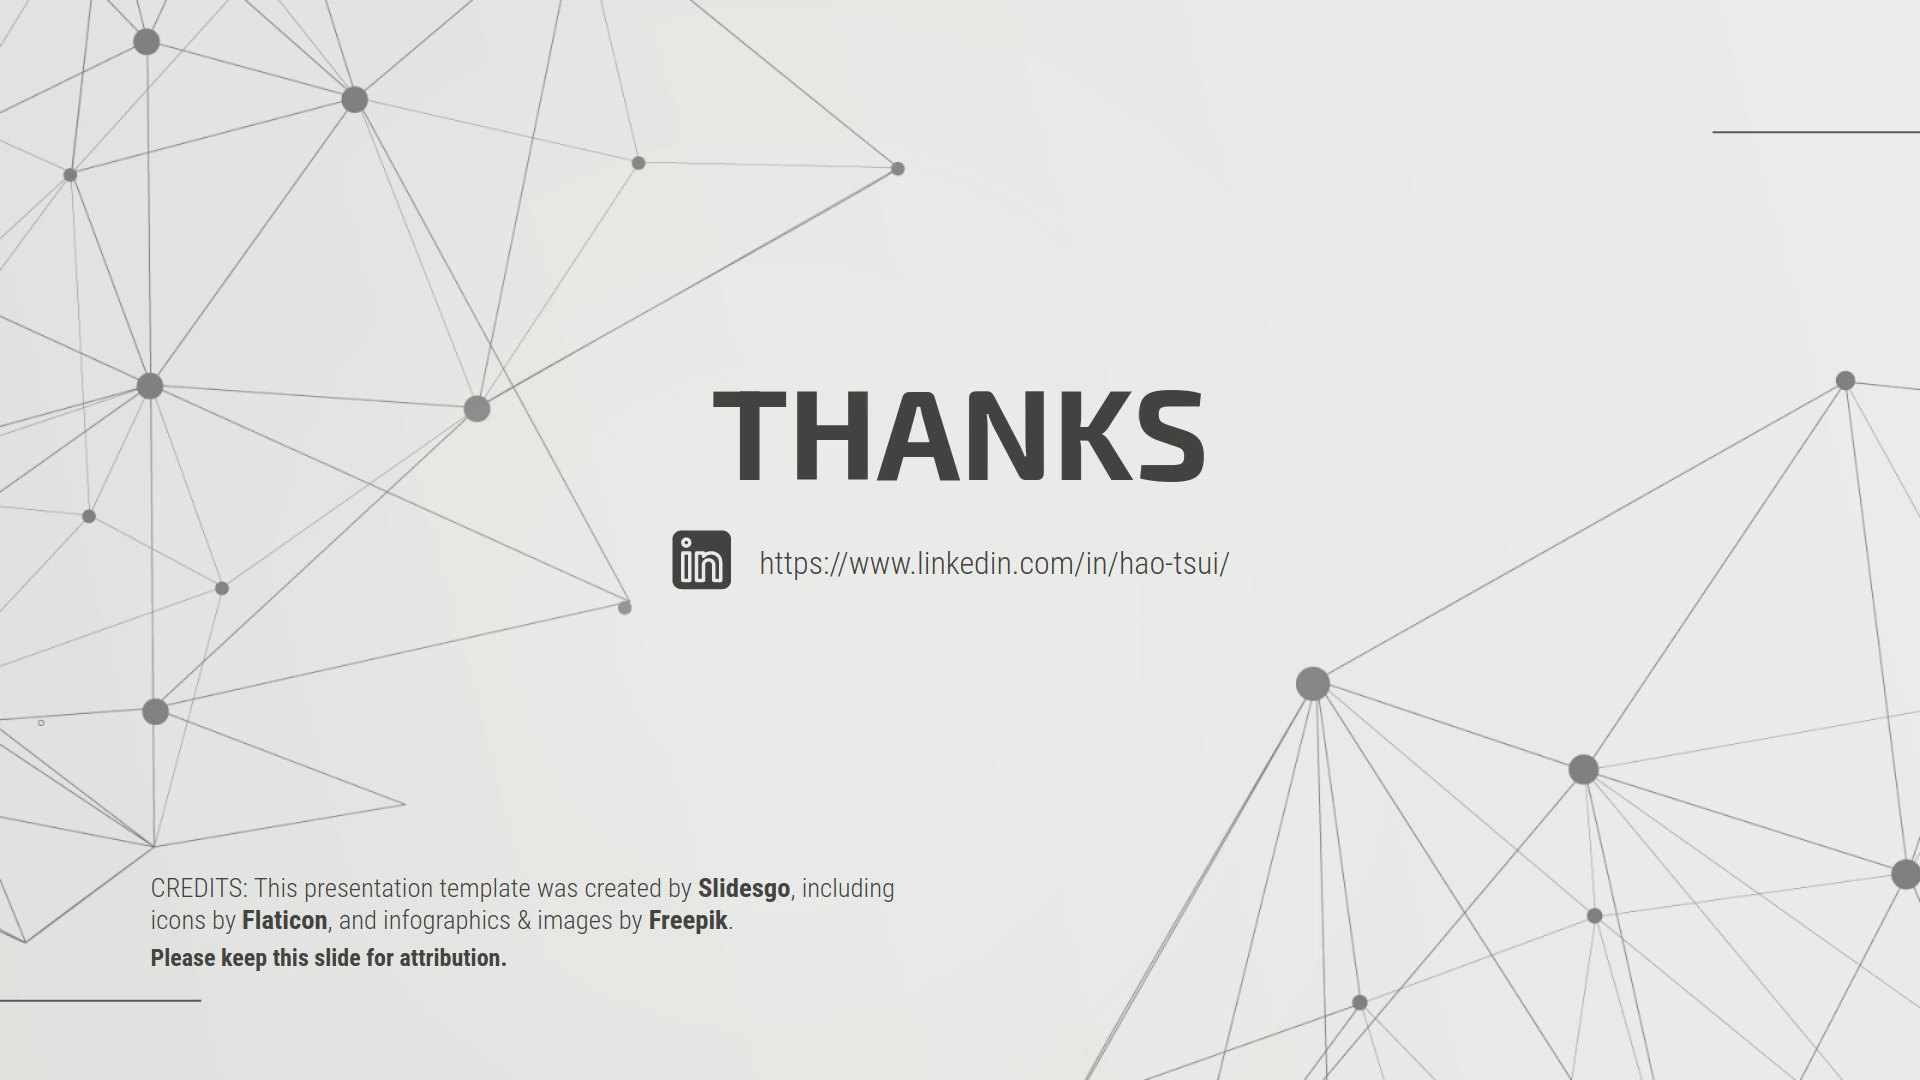 THANKS
in
https://www.linkedin.com/in/hao-tsui/
CREDITS: This presentation template was created by Slidesgo, including
icons by Flaticon, and infographics & images by Freepik.
Please keep this slide for attribution.